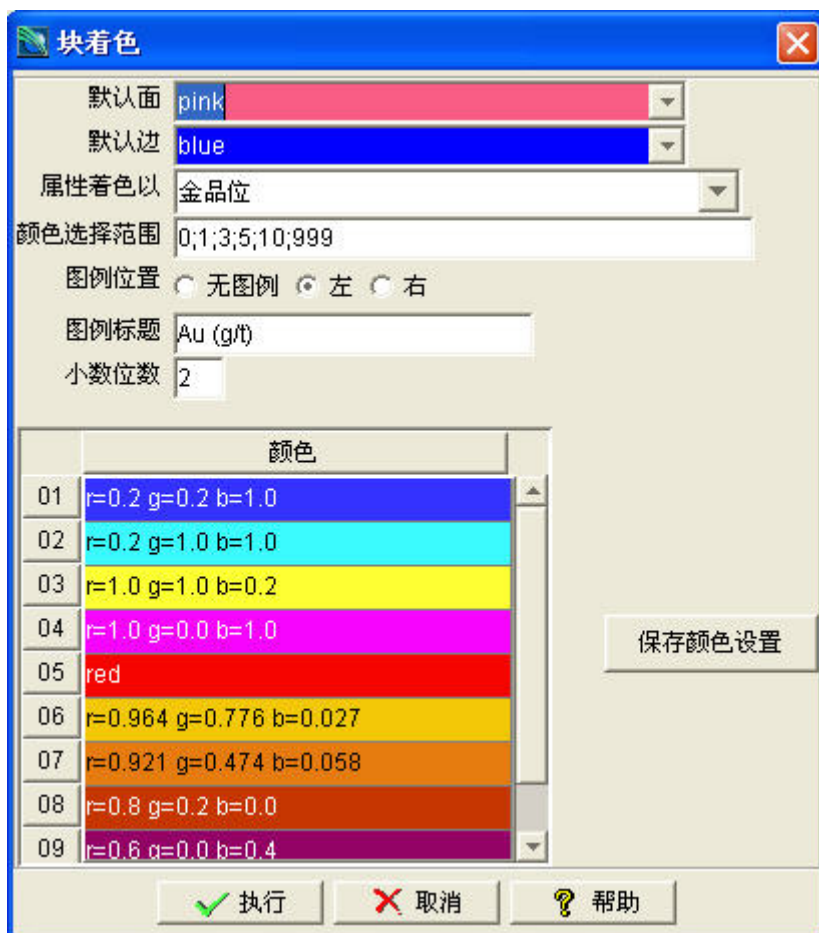 块着色
默认面 pink
默认边 blue
属性着色以 金品位
颜色选择范围 0;1;3;5;10;999
图例位置 无图例 左 右
图例标题 Au (g/t)
小数位数 2
颜色
01 r=0.2 g=0.2 b=1.0
02 r=0.2 g=1.0 b=1.0
03 r=1.0 g=1.0 b=0.2
04 r=1.0 g=0.0 b=1.0
保存颜色设置
05 red
06 r=0.964 g=0.776 b=0.027
07 r=0.921 g=0.474 b=0.058
08 r=0.8 g=0.2 b=0.0
09 r=0.6 g=0.0 b=0.4
执行 取消 帮助